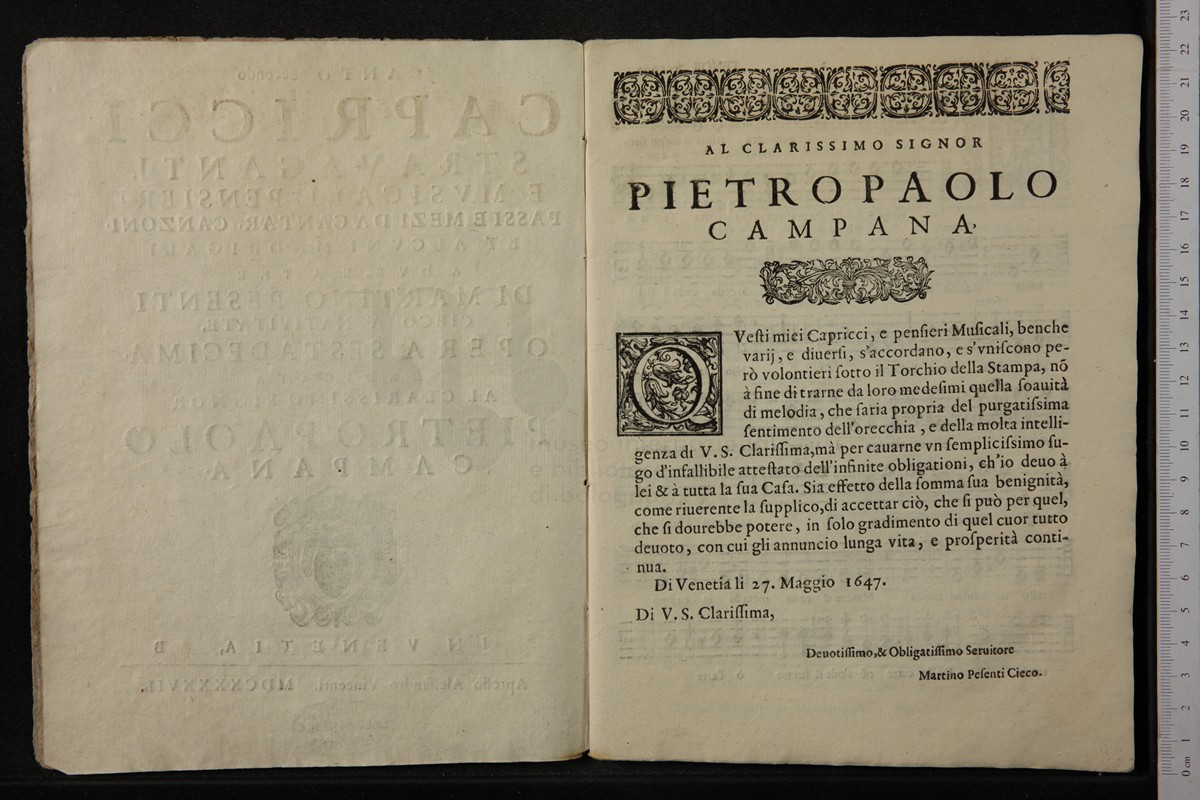 AL CLARISSIMO SIGNOR
PIETRO PAOLO
CAMPANA.
QVesti miei Capricci, e pensieri Musicali, benche
varij, e diuersi, s'accordano, e s'vniscono pe-
rò volontieri sotto il Torchio della Stampa, nõ
à fine di trarne da loro medesimi quella soauità
di melodia, che saria propria del purgatissima
sentimento dell'orecchia, e della molta intelli-
genza di V. S. Clarissima, mà per cauarne vn semplicissimo su-
go d'infallibile attestato dell'infinite obligationi, ch'io deuo à
lei & à tutta la sua Casa. Sia effetto della somma sua benignità,
come riuerente la supplico, di accettar ciò, che si può per quel,
che si dourebbe potere, in solo gradimento di quel cuor tutto
deuoto, con cui gli annuncio lunga vita, e prosperità conti-
nua.
Di Venetia li 27. Maggio 1647.
Di V. S. Clarissima,
Deuotissimo, & Obligatissimo Seruitore
Martino Pesenti Cieco.